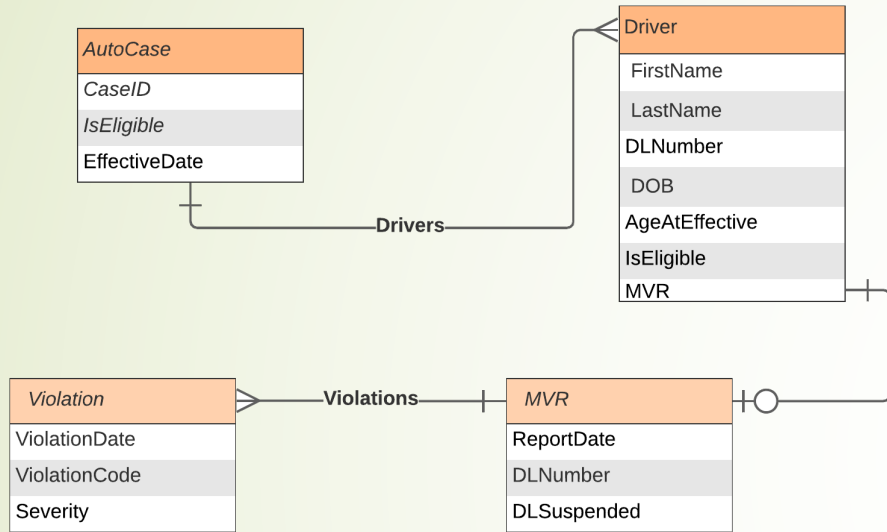 AutoCase
CaseID
IsEligible
EffectiveDate
Drivers
Driver
FirstName
LastName
DLNumber
DOB
AgeAtEffective
IsEligible
MVR
Violation
ViolationDate
ViolationCode
Severity
Violations
MVR
ReportDate
DLNumber
DLSuspended